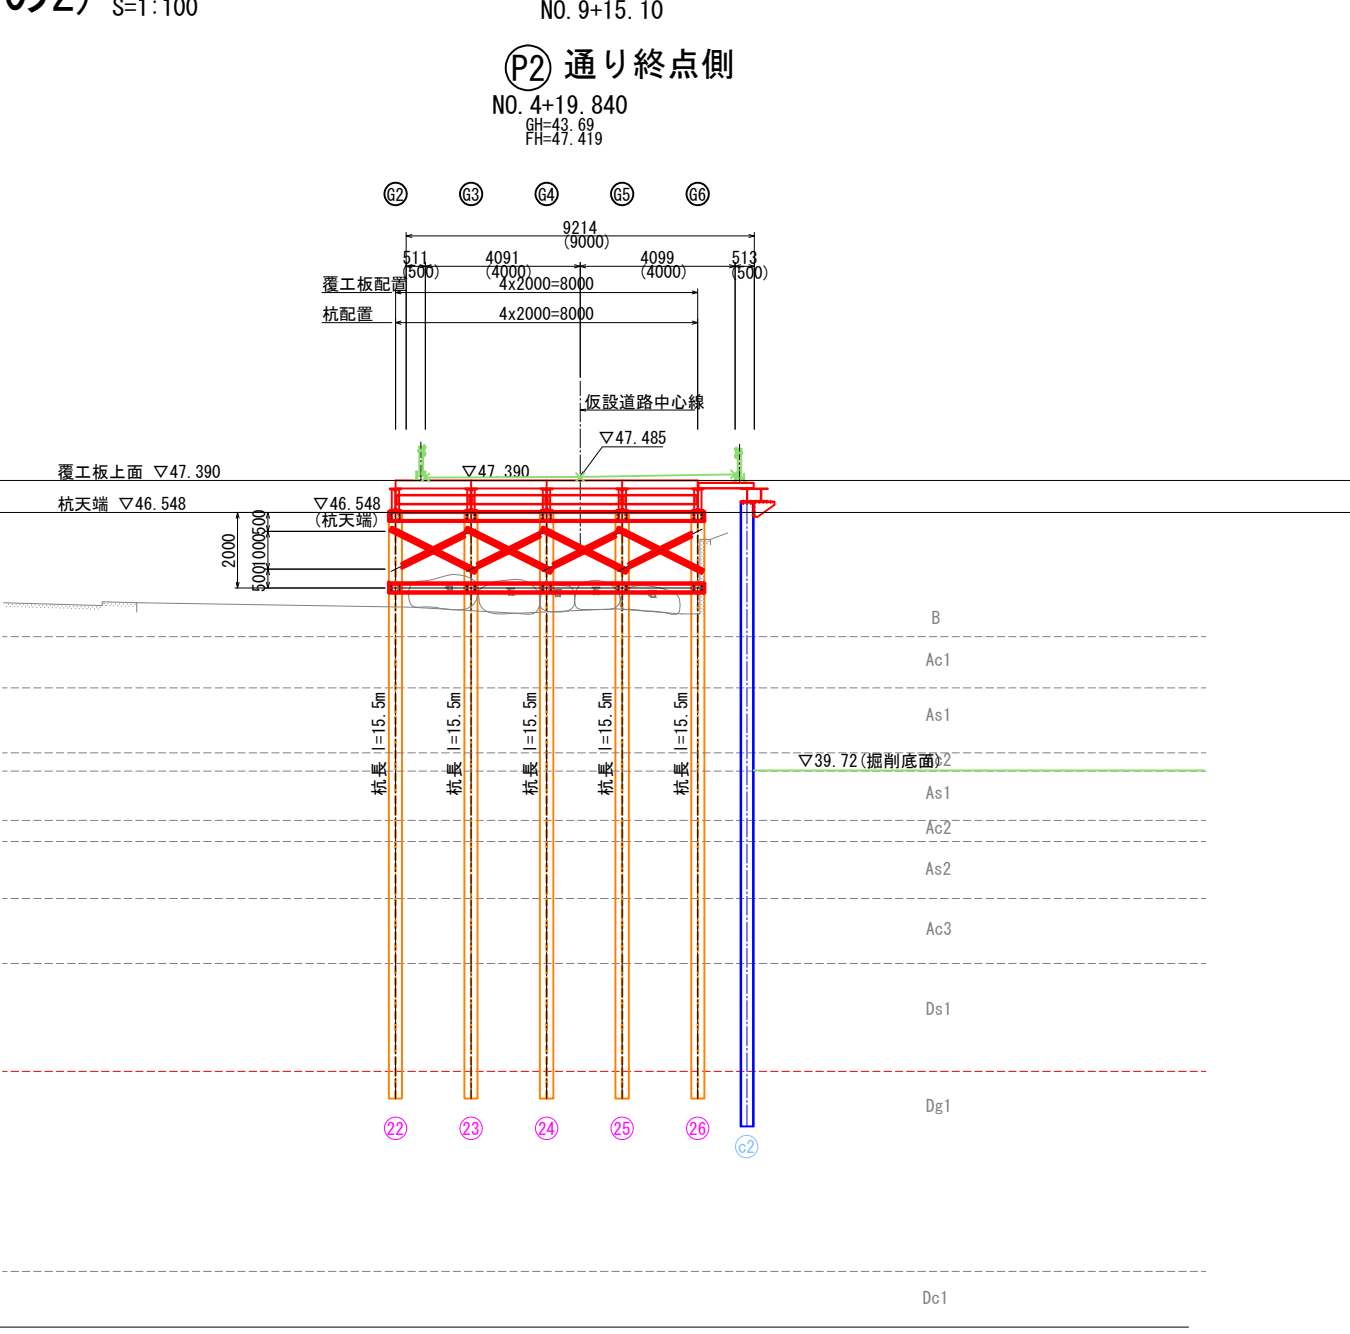 S=1:100
NO.9+15.10
P2 通り終点側
NO.4+19.840
GH=43.69
FH=47.419
G2 G3 G4 G5 G6
9214
(9000)
511 4091 4099 513
(500) (4000) (4000) (500)
覆工板配置 4x2000=8000
杭配置 4x2000=8000
仮設道路中心線
▽47.485
覆工板上面 ▽47.390 ▽47.390
杭天端 ▽46.548 ▽46.548
(杭天端)
2000
500
1000
500
B
Ac1
As1
杭長 l=15.5m
杭長 l=15.5m
杭長 l=15.5m
杭長 l=15.5m
杭長 l=15.5m
▽39.72(掘削底面)
As1
Ac2
As2
Ac3
Ds1
Dg1
22 23 24 25 26
c2
Dc1